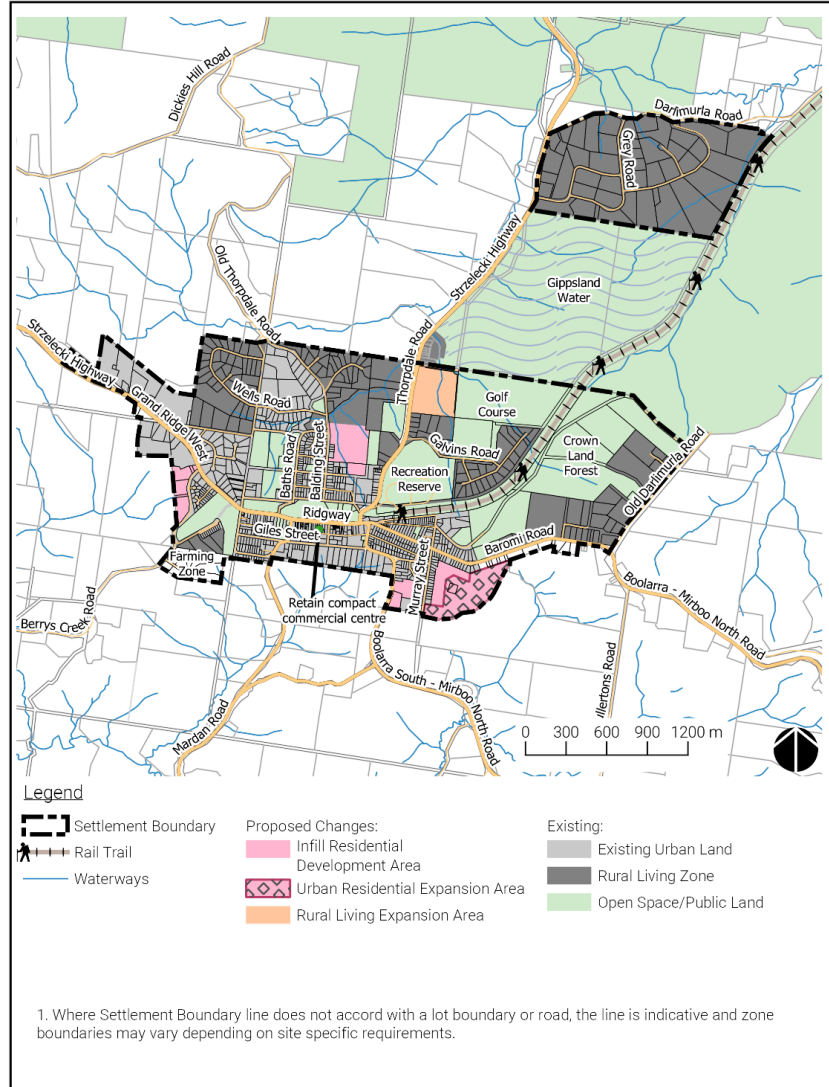 Dickies Hill Road
Darlimurla Road
Grey Road
Old Thorpdale Road
Strzelecki Highway
Gippsland
Water
Strzelecki Highway
Thorpdale Road
Wells Road
Grand Ridge West
Golf
Course
Baths Road
Balding Street
Galvins Road
Crown
Land
Forest
Recreation
Reserve
Old Darlimurla Road
Ridgway
Giles Street
Baromi Road
Farming
Zone
Murray Street
Retain compact
commercial centre
Boolarra - Mirboo North Road
Berrys Creek Road
Boolarra South - Mirboo North Road
ullertons Road
Mardan Road
0 300 600 900 1200 m
Legend
Settlement Boundary
Rail Trail
Waterways
Proposed Changes:
Infill Residential
Development Area
Urban Residential Expansion Area
Rural Living Expansion Area
Existing:
Existing Urban Land
Rural Living Zone
Open Space/Public Land
1. Where Settlement Boundary line does not accord with a lot boundary or road, the line is indicative and zone
boundaries may vary depending on site specific requirements.